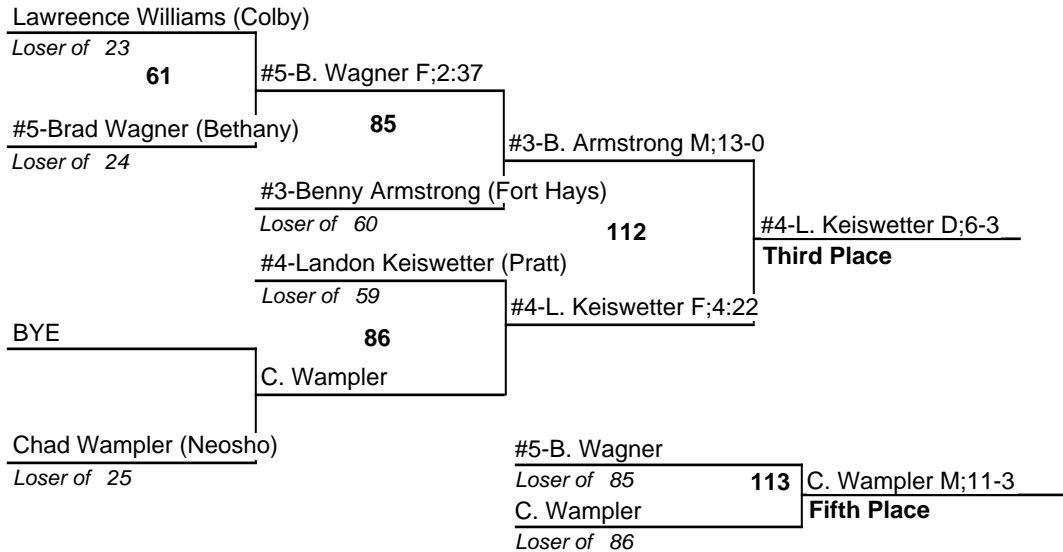 Lawreence Williams (Colby)
Loser of 23
61
#5-B. Wagner F;2:37
#5-Brad Wagner (Bethany)
Loser of 24
85
#3-B. Armstrong M;13-0
#3-Benny Armstrong (Fort Hays)
Loser of 60
112
#4-L. Keiswetter D;6-3
Third Place
#4-Landon Keiswetter (Pratt)
Loser of 59
#4-L. Keiswetter F;4:22
BYE
86
C. Wampler
Chad Wampler (Neosho)
Loser of 25
#5-B. Wagner
Loser of 85
113
C. Wampler M;11-3
C. Wampler
Fifth Place
Loser of 86